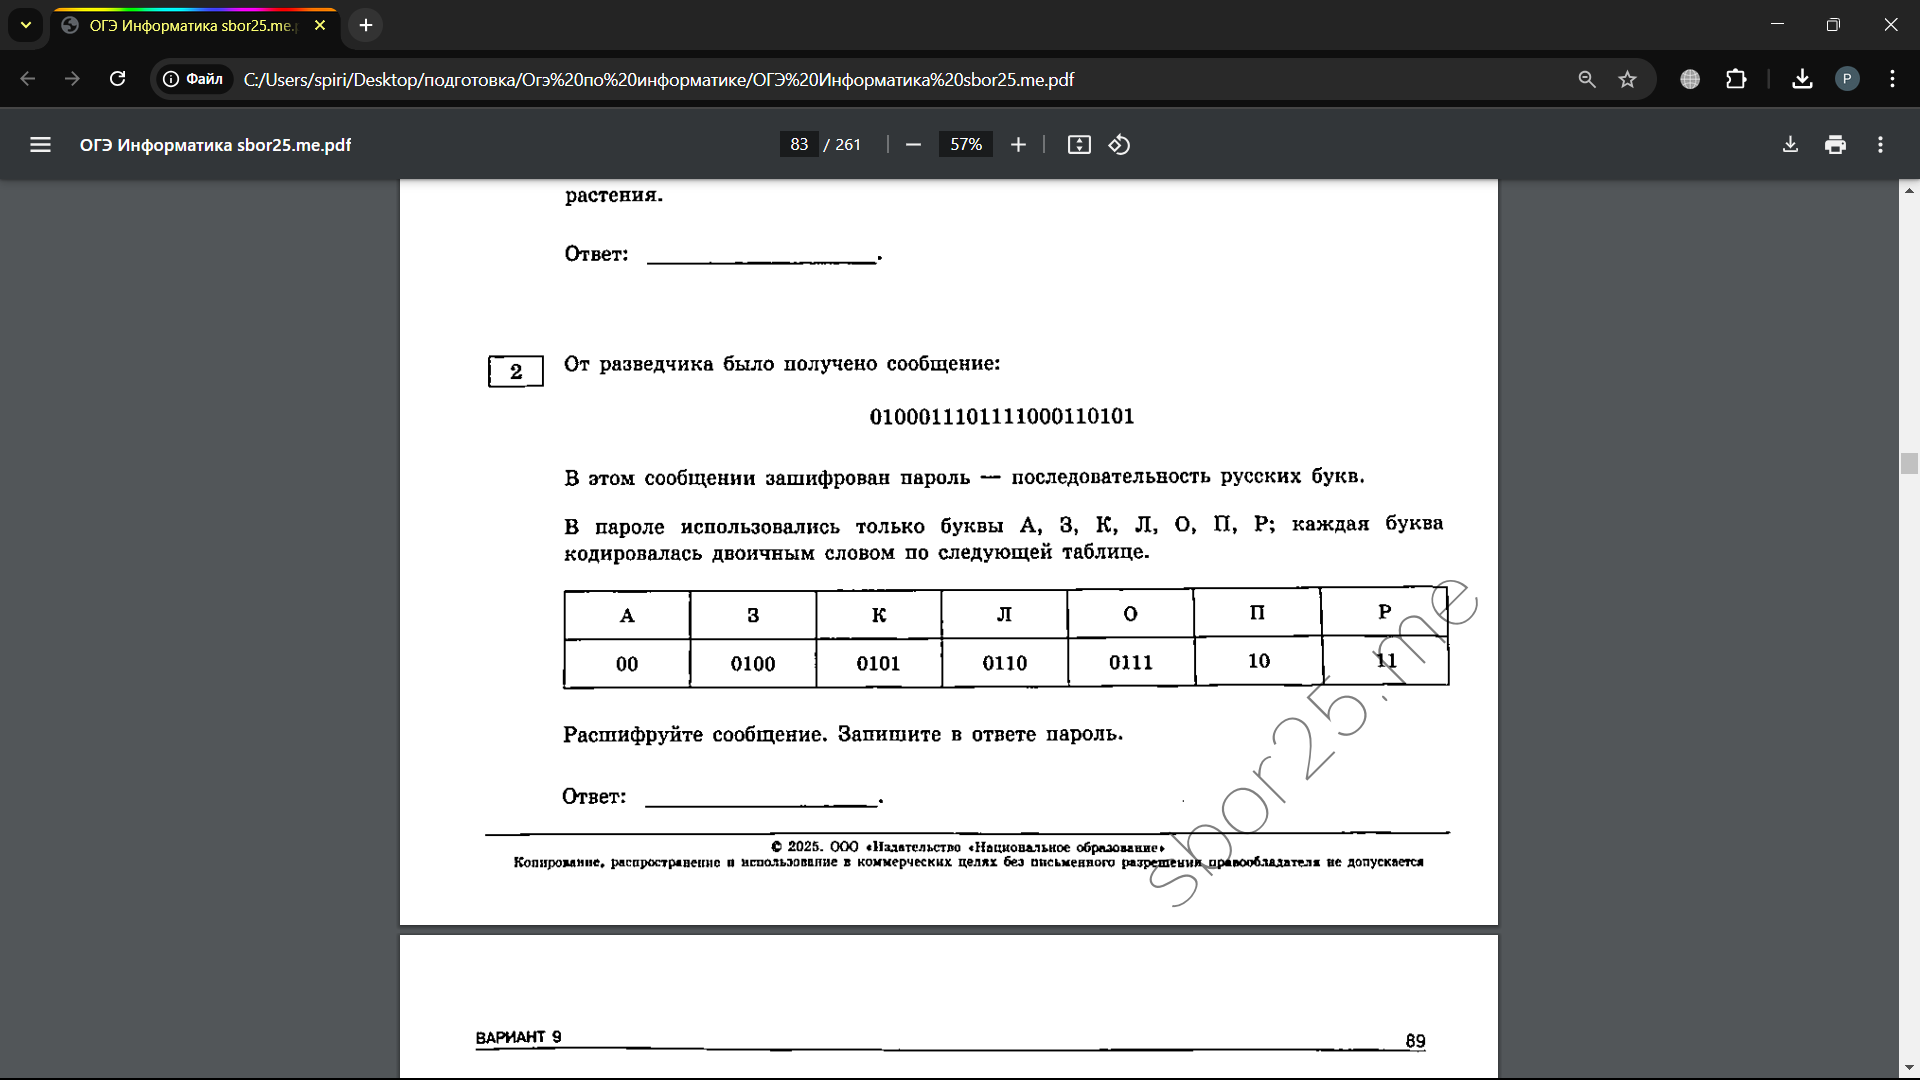 ОГЭ Информатика sbor25.me.p
Файл
C:/Users/spiri/Desktop/подготовка/Огэ%20по%20информатике/ОГЭ%20Информатика%20sbor25.me.pdf
P
ОГЭ Информатика sbor25.me.pdf
83 / 261
57%
растения.
Ответ: .
2
От разведчика было получено сообщение:
0100011101111000110101
В этом сообщении зашифрован пароль — последовательность русских букв.
В пароле использовались только буквы А, З, К, Л, О, П, Р; каждая буква
кодировалась двоичным словом по следующей таблице.
А З К Л О П Р
00 0100 0101 0110 0111 10 11
Расшифруйте сообщение. Запишите в ответе пароль.
Ответ: .
sbor25.me
© 2025. ООО «Издательство «Национальное образование»
Копирование, распространение и использование в коммерческих целях без письменного разрешения правообладателя не допускается
ВАРИАНТ 9
89